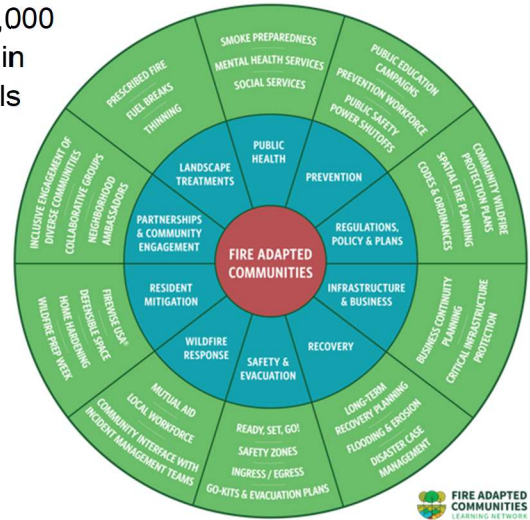 ,000
in
ls
FIRE ADAPTED
COMMUNITIES
PUBLIC
HEALTH
SMOKE PREPAREDNESS
MENTAL HEALTH SERVICES
SOCIAL SERVICES
PREVENTION
PUBLIC EDUCATION
CAMPAIGNS
PREVENTION WORKFORCE
PUBLIC SAFETY
POWER SHUTOFFS
REGULATIONS,
POLICY & PLANS
COMMUNITY WILDFIRE
PROTECTION PLANS
SPATIAL FIRE PLANNING
CODES & ORDINANCES
INFRASTRUCTURE
& BUSINESS
BUSINESS CONTINUITY
PLANNING
CRITICAL INFRASTRUCTURE
PROTECTION
RECOVERY
LONG-TERM
RECOVERY PLANNING
FLOODING & EROSION
DISASTER CASE
MANAGEMENT
SAFETY &
EVACUATION
READY, SET, GO!
SAFETY ZONES
INGRESS / EGRESS
GO-KITS & EVACUATION PLANS
WILDFIRE
RESPONSE
MUTUAL AID
LOCAL WORKFORCE
COMMUNITY INTERFACE WITH
INCIDENT MANAGEMENT TEAMS
RESIDENT
MITIGATION
FIREWISE USA®
DEFENSIBLE SPACE
HOME HARDENING
WILDFIRE PREP WEEK
PARTNERSHIPS
& COMMUNITY
ENGAGEMENT
INCLUSIVE ENGAGEMENT OF
DIVERSE COMMUNITIES
COLLABORATIVE GROUPS
NEIGHBORHOOD
AMBASSADORS
LANDSCAPE
TREATMENTS
PRESCRIBED FIRE
FUEL BREAKS
THINNING
FIRE ADAPTED
COMMUNITIES
LEARNING NETWORK